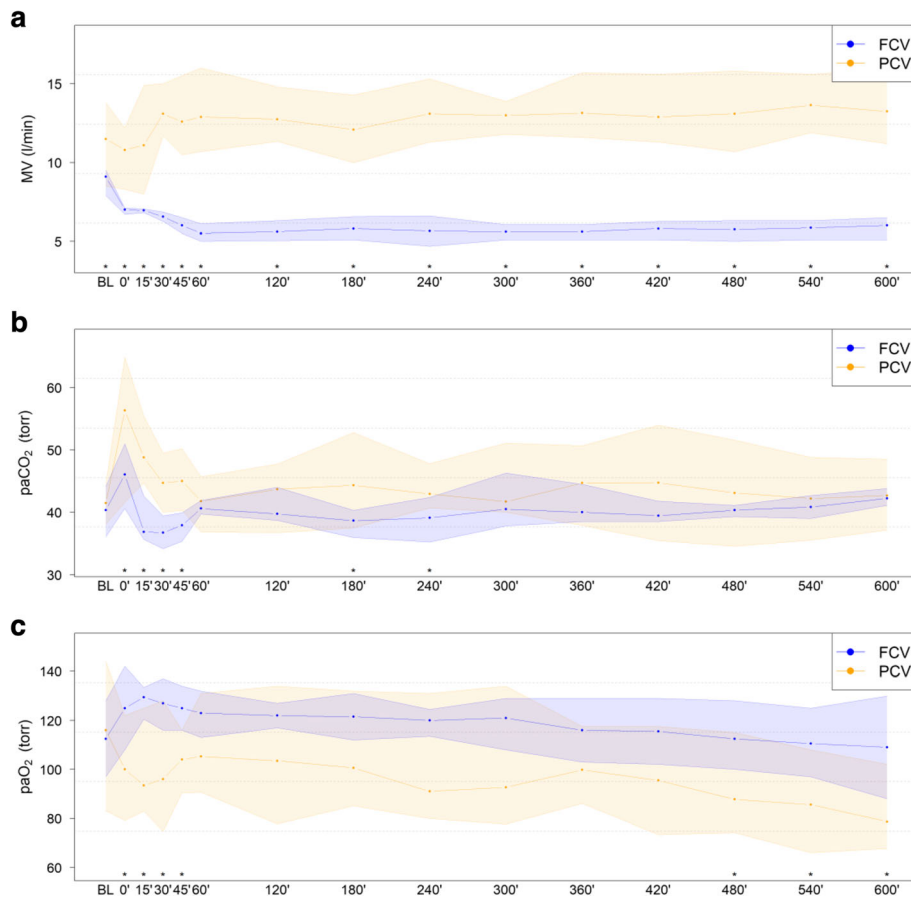 a
FCV
PCV
MV (l/min)
15
10
5
* * * * * * * * * * * * * * *
BL 0' 15' 30' 45' 60' 120' 180' 240' 300' 360' 420' 480' 540' 600'
b
FCV
PCV
paCO₂ (torr)
60
50
40
30
* * * * * *
BL 0' 15' 30' 45' 60' 120' 180' 240' 300' 360' 420' 480' 540' 600'
c
FCV
PCV
paO₂ (torr)
140
120
100
80
60
* * * * * * *
BL 0' 15' 30' 45' 60' 120' 180' 240' 300' 360' 420' 480' 540' 600'